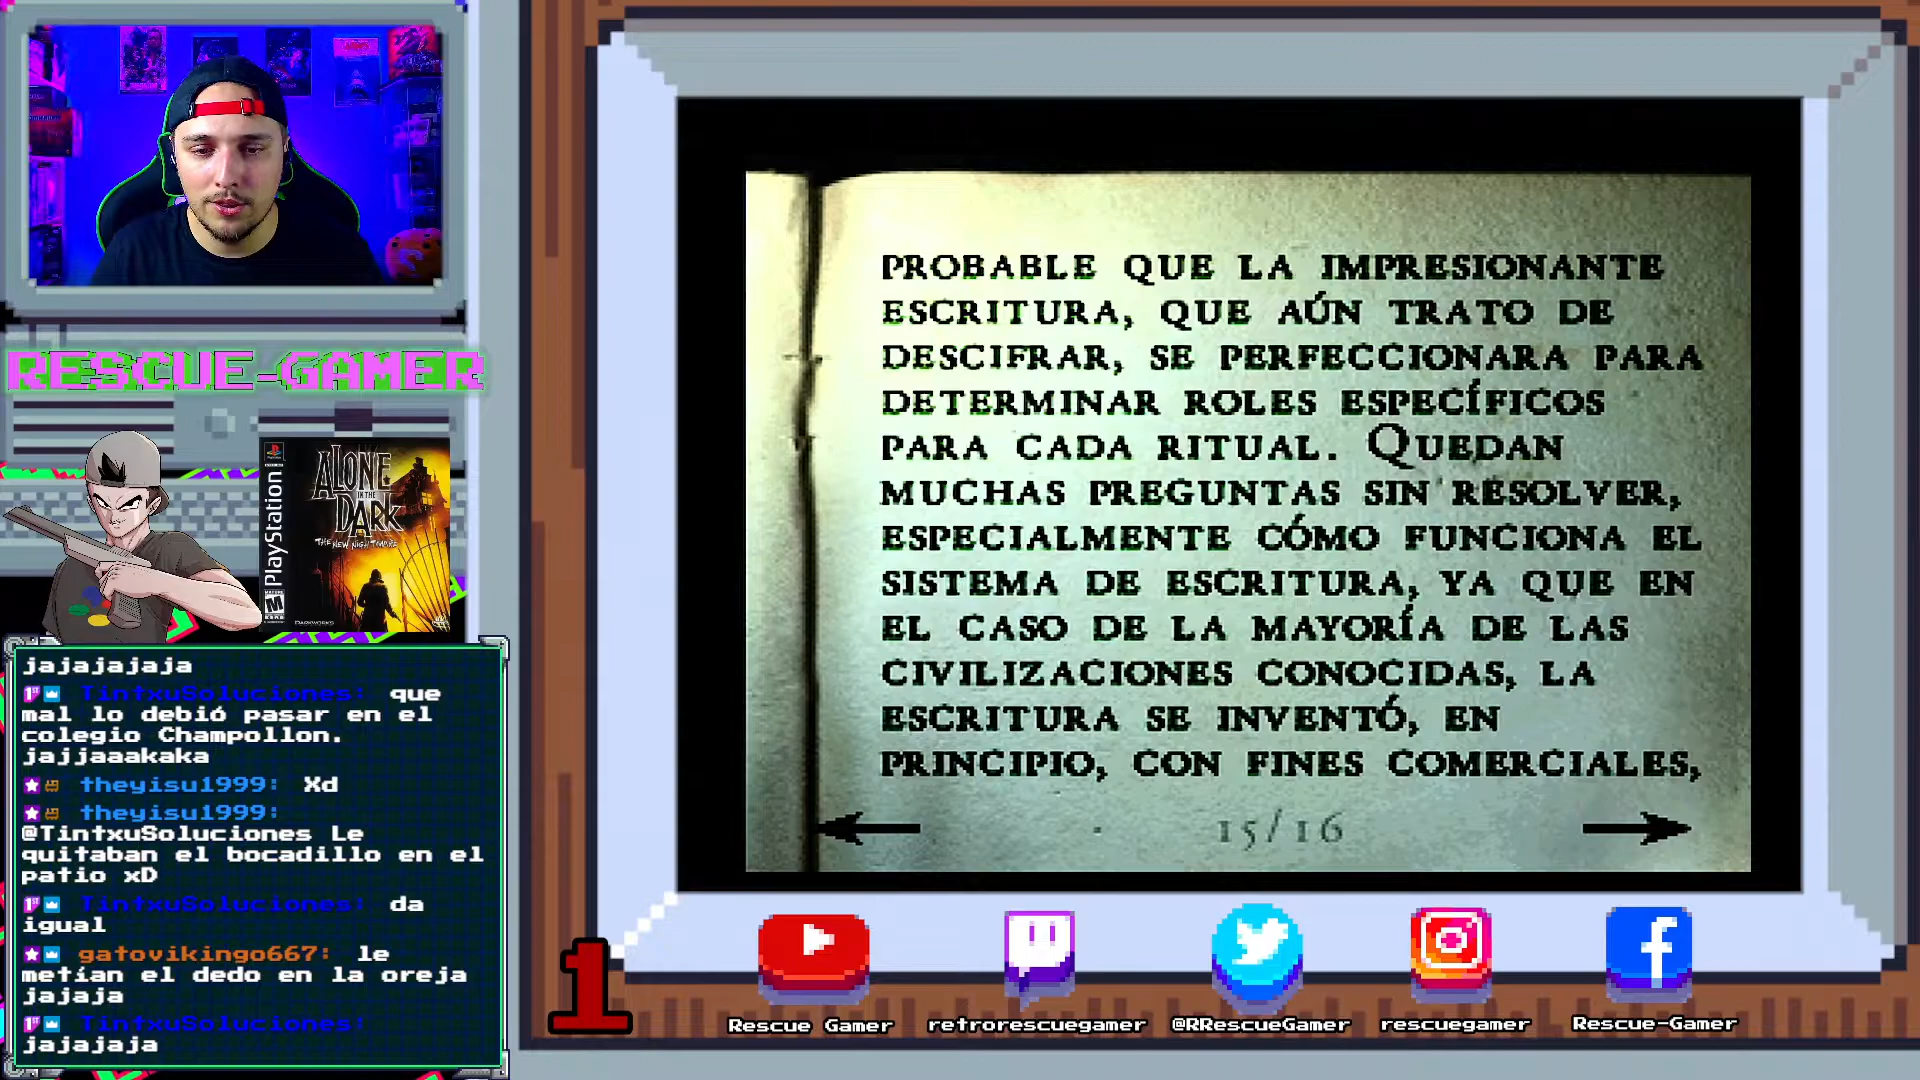 RESCUE-GAMER
PlayStation
ALONE
IN THE
DARK
THE NEW NIGHTMARE
DARKWORKS
jajajajaja
TintxuSoluciones: que
mal lo debió pasar en el
colegio Champollon.
jajjaaakaka
theyisu1999: Xd
theyisu1999:
@TintxuSoluciones Le
quitaban el bocadillo en el
patio xD
TintxuSoluciones: da
igual
gatovikingo667: le
metían el dedo en la oreja
jajaja
TintxuSoluciones:
jajajaja
PROBABLE QUE LA IMPRESIONANTE
ESCRITURA, QUE AÚN TRATO DE
DESCIFRAR, SE PERFECCIONARA PARA
DETERMINAR ROLES ESPECÍFICOS
PARA CADA RITUAL. QUEDAN
MUCHAS PREGUNTAS SIN RESOLVER,
ESPECIALMENTE CÓMO FUNCIONA EL
SISTEMA DE ESCRITURA, YA QUE EN
EL CASO DE LA MAYORÍA DE LAS
CIVILIZACIONES CONOCIDAS, LA
ESCRITURA SE INVENTÓ, EN
PRINCIPIO, CON FINES COMERCIALES,
15/16
1
Rescue Gamer
retrorescuegamer
@RRescueGamer
rescuegamer
Rescue-Gamer